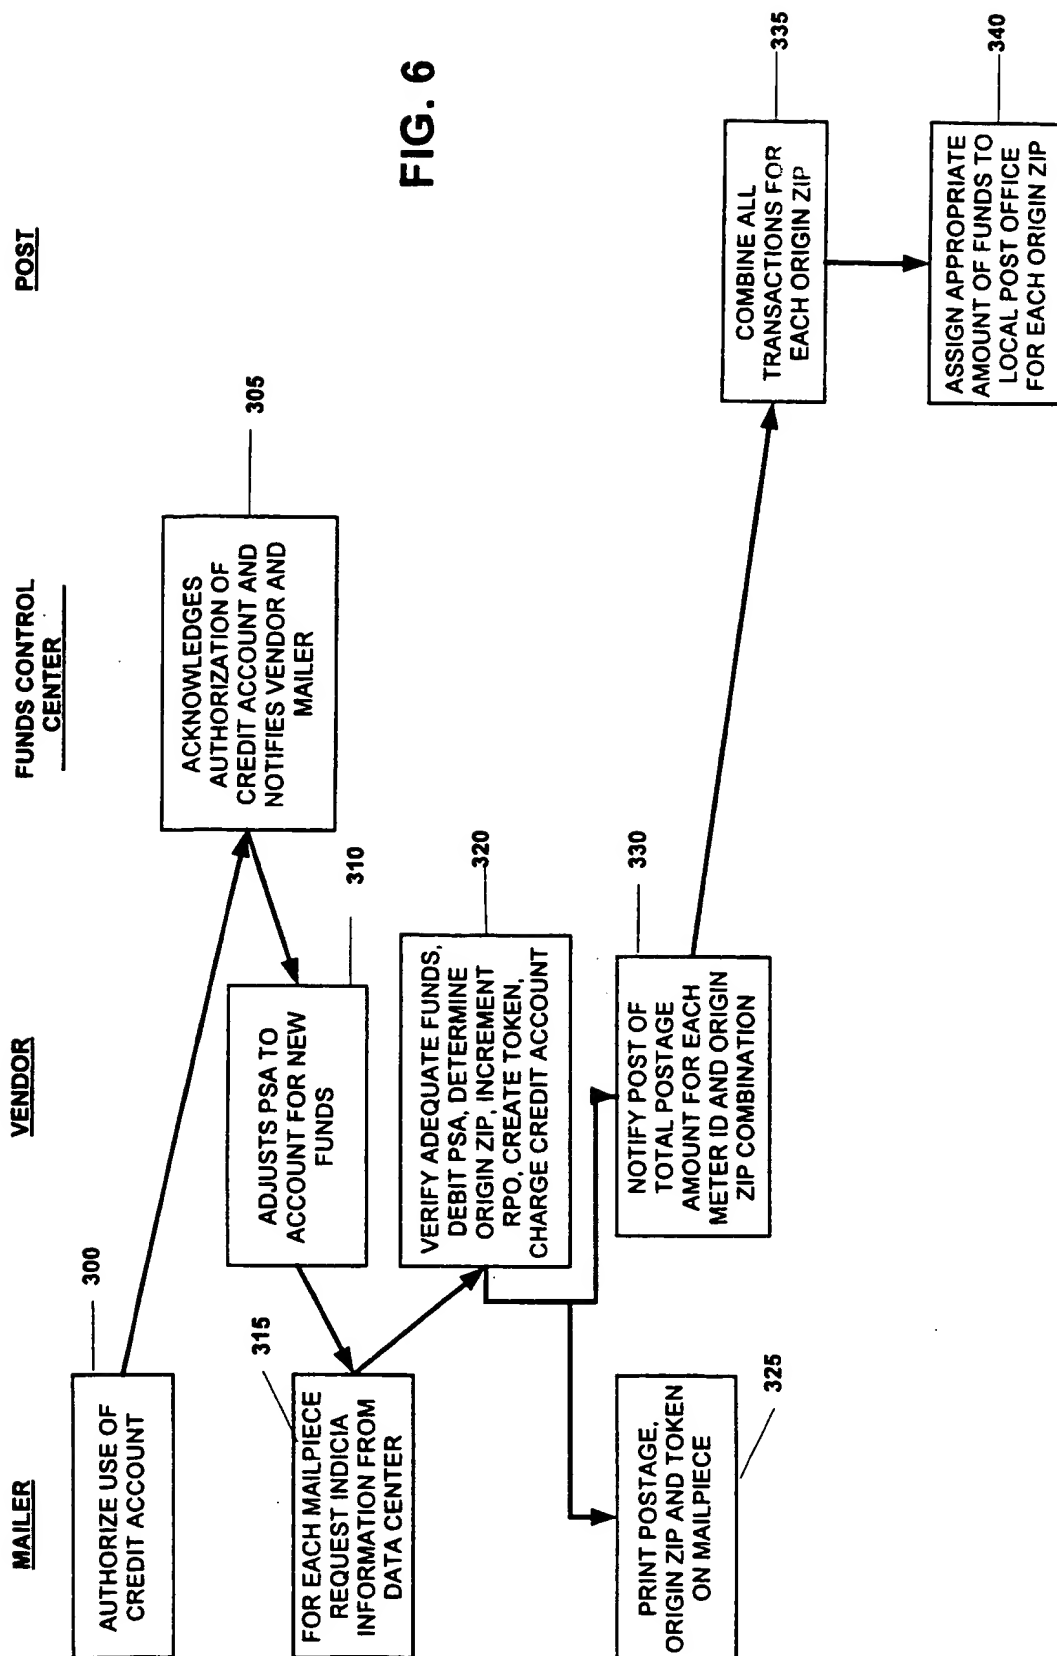 MAILER
VENDOR
FUNDS CONTROL
CENTER
POST
AUTHORIZE USE OF
CREDIT ACCOUNT
300
ACKNOWLEDGES
AUTHORIZATION OF
CREDIT ACCOUNT AND
NOTIFIES VENDOR AND
MAILER
305
ADJUSTS PSA TO
ACCOUNT FOR NEW
FUNDS
310
FOR EACH MAILPIECE
REQUEST INDICIA
INFORMATION FROM
DATA CENTER
315
VERIFY ADEQUATE FUNDS,
DEBIT PSA, DETERMINE
ORIGIN ZIP, INCREMENT
RPO, CREATE TOKEN,
CHARGE CREDIT ACCOUNT
320
PRINT POSTAGE,
ORIGIN ZIP AND TOKEN
ON MAILPIECE
325
NOTIFY POST OF
TOTAL POSTAGE
AMOUNT FOR EACH
METER ID AND ORIGIN
ZIP COMBINATION
330
COMBINE ALL
TRANSACTIONS FOR
EACH ORIGIN ZIP
335
ASSIGN APPROPRIATE
AMOUNT OF FUNDS TO
LOCAL POST OFFICE
FOR EACH ORIGIN ZIP
340
FIG. 6